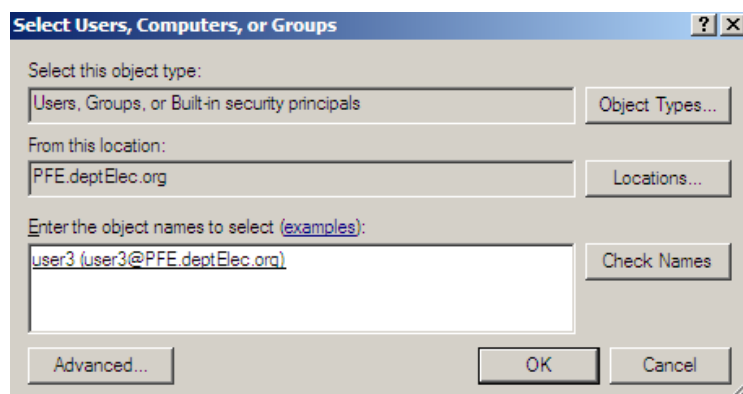 Select Users, Computers, or Groups
? X
Select this object type:
Users, Groups, or Built-in security principals
Object Types...
From this location:
PFE.deptElec.org
Locations...
Enter the object names to select (examples):
user3 (user3@PFE.deptElec.org)
Check Names
Advanced...
OK
Cancel